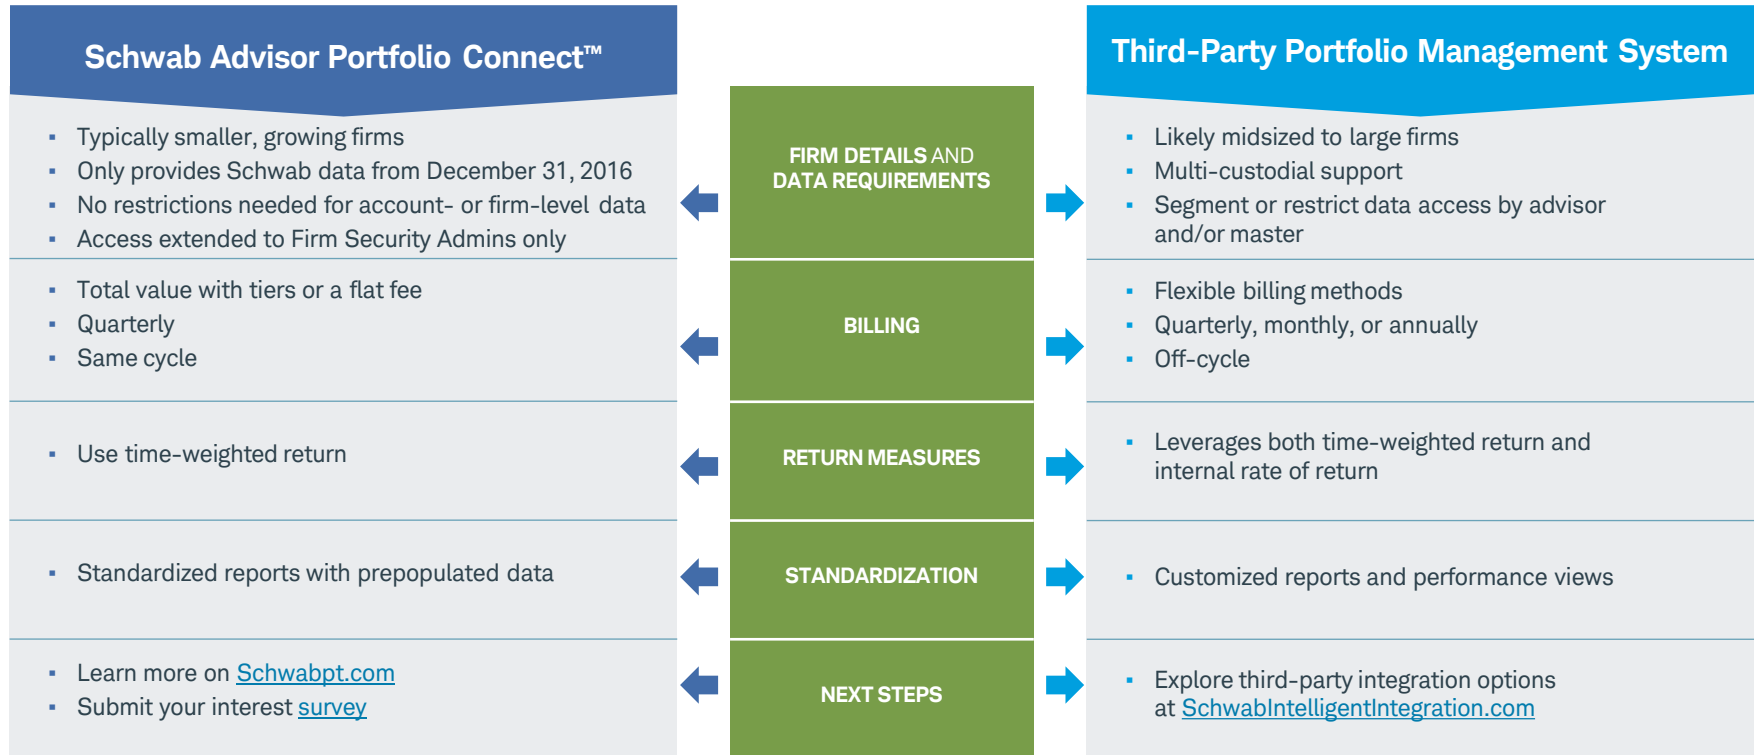 Schwab Advisor Portfolio Connect™
Third-Party Portfolio Management System
▪ Typically smaller, growing firms
▪ Only provides Schwab data from December 31, 2016
▪ No restrictions needed for account- or firm-level data
▪ Access extended to Firm Security Admins only
FIRM DETAILS AND
DATA REQUIREMENTS
▪ Likely midsized to large firms
▪ Multi-custodial support
▪ Segment or restrict data access by advisor
and/or master
▪ Total value with tiers or a flat fee
▪ Quarterly
▪ Same cycle
BILLING
▪ Flexible billing methods
▪ Quarterly, monthly, or annually
▪ Off-cycle
▪ Use time-weighted return
RETURN MEASURES
▪ Leverages both time-weighted return and
internal rate of return
▪ Standardized reports with prepopulated data
STANDARDIZATION
▪ Customized reports and performance views
▪ Learn more on Schwabpt.com
▪ Submit your interest survey
NEXT STEPS
▪ Explore third-party integration options
at SchwabIntelligentIntegration.com